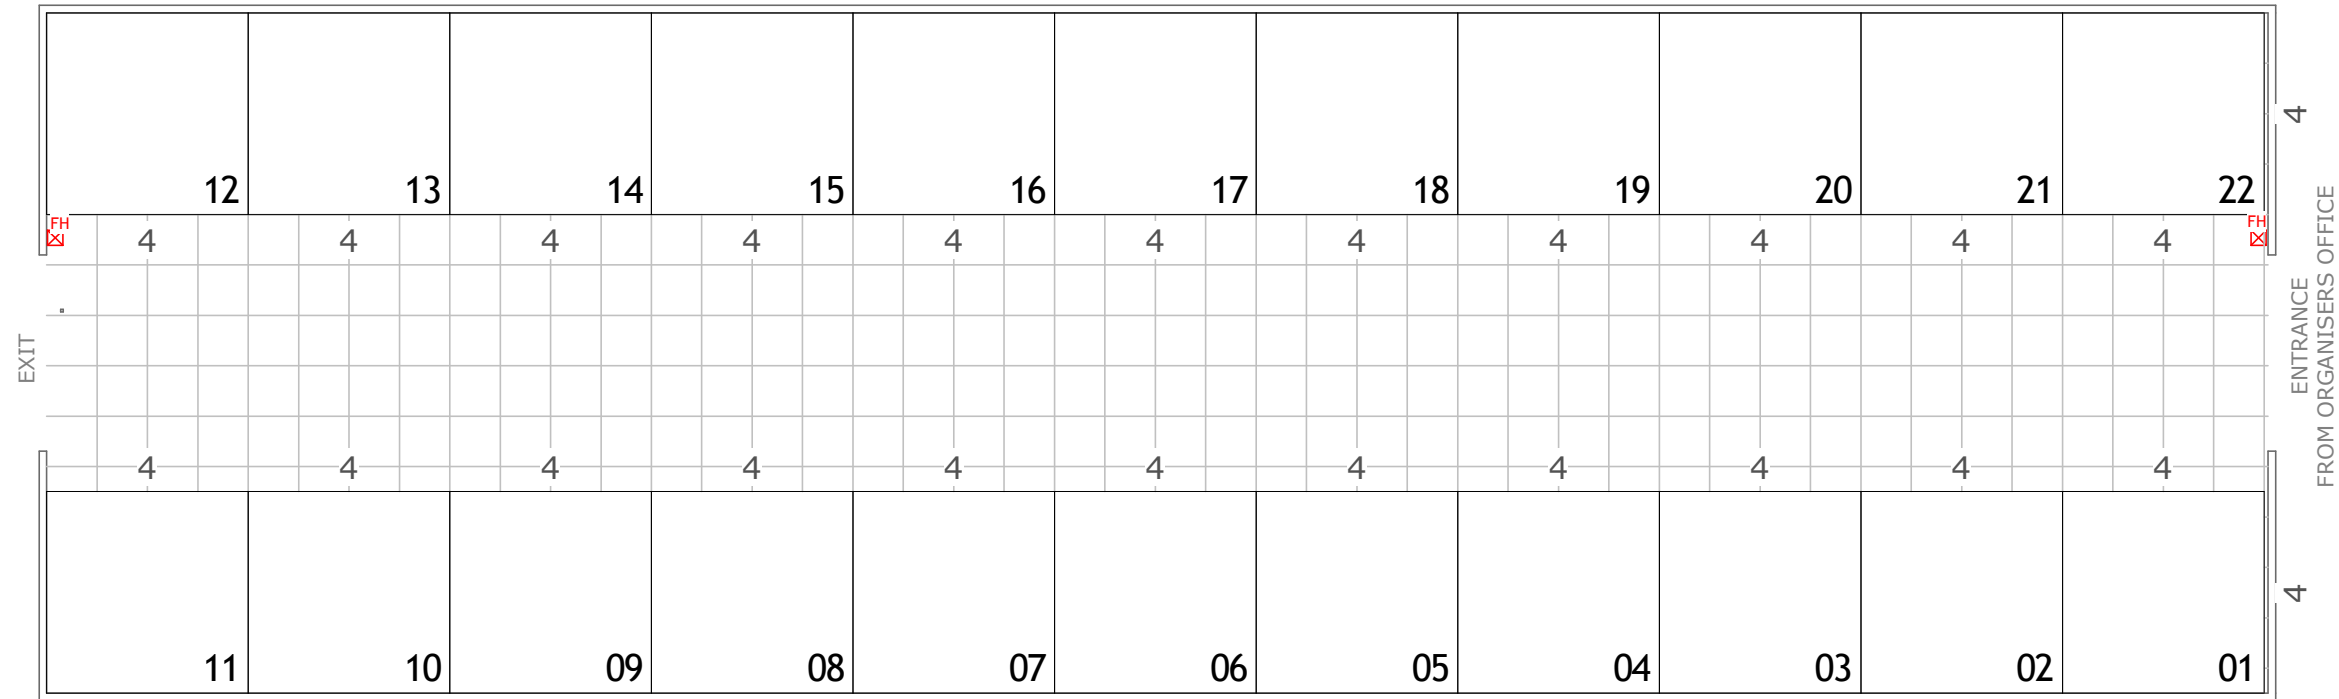 12 13 14 15 16 17 18 19 20 21 22
4
FH FH
4 4 4 4 4 4 4 4 4 4 4
EXIT
ENTRANCE
FROM ORGANISERS OFFICE
4 4 4 4 4 4 4 4 4 4 4
4
11 10 09 08 07 06 05 04 03 02 01